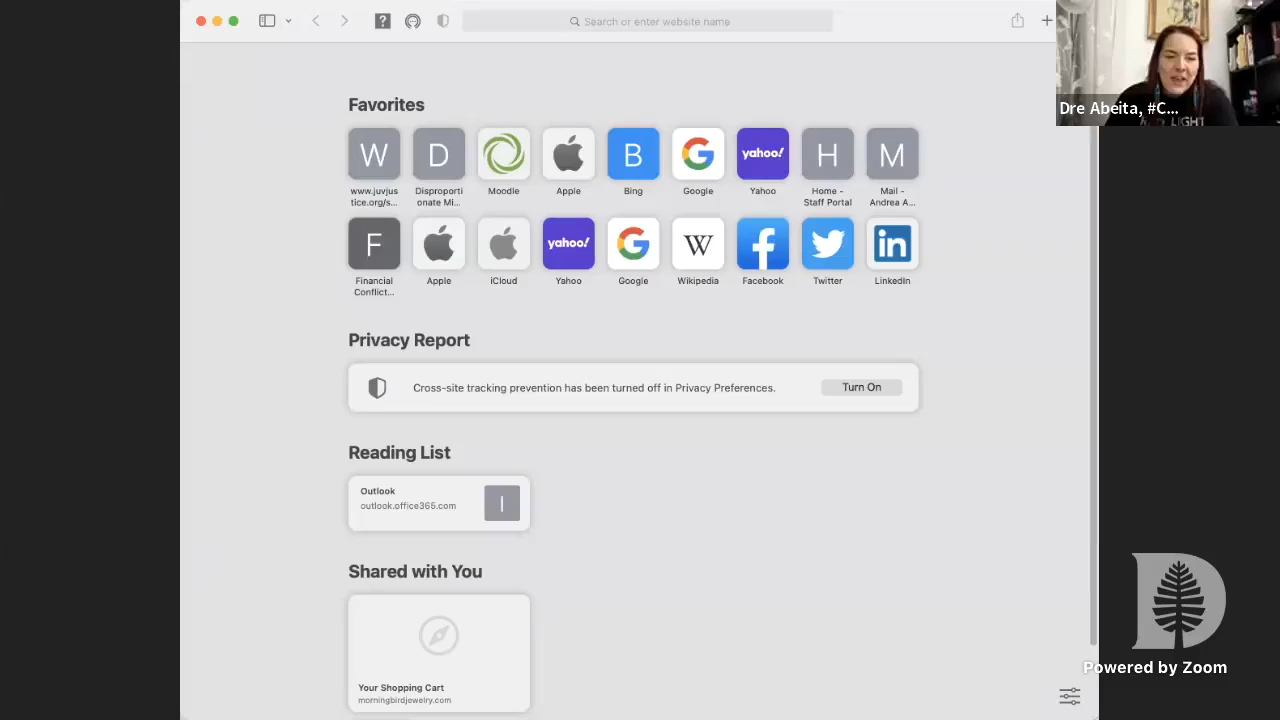 Search or enter website name
Dre Abeita, #C...
Favorites
W
D
B
yahoo!
H
M
www.juvjus
tice.org/s...
Disproporti
onate Mi...
Moodle
Apple
Bing
Google
Yahoo
Home -
Staff Portal
Mail -
Andrea A...
F
yahoo!
W
f
in
Financial
Conflict...
Apple
iCloud
Yahoo
Google
Wikipedia
Facebook
Twitter
LinkedIn
Privacy Report
Cross-site tracking prevention has been turned off in Privacy Preferences.
Turn On
Reading List
Outlook
outlook.office365.com
I
Shared with You
Your Shopping Cart
morningbirdjewelry.com
D
Powered by Zoom